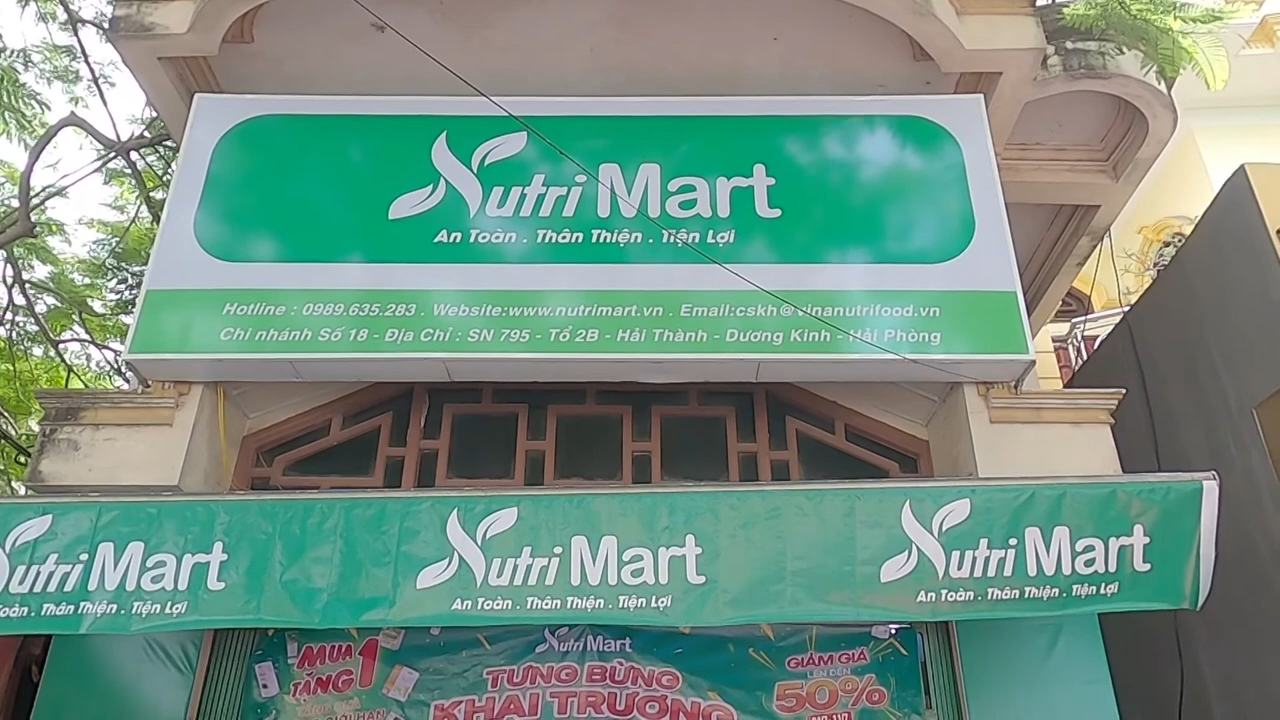 Nutri Mart
An Toàn . Thân Thiện . Tiện Lợi
Hotline : 0989.635.283 . Website:www.nutrimart.vn . Email:cskh@vinanutrifood.vn
Chi nhánh Số 18 - Địa Chỉ : SN 795 - Tổ 2B - Hải Thành - Dương Kinh - Hải Phòng
utri Mart
Toàn . Thân Thiện . Tiện Lợi
Nutri Mart
An Toàn . Thân Thiện . Tiện Lợi
Nutri Mart
An Toàn . Thân Thiện . Tiện Lợi
MUA 1
TẶNG 1
Nutri Mart
TƯNG BỪNG
KHAI TRƯƠNG
GIẢM GIÁ
LÊN ĐẾN
50%